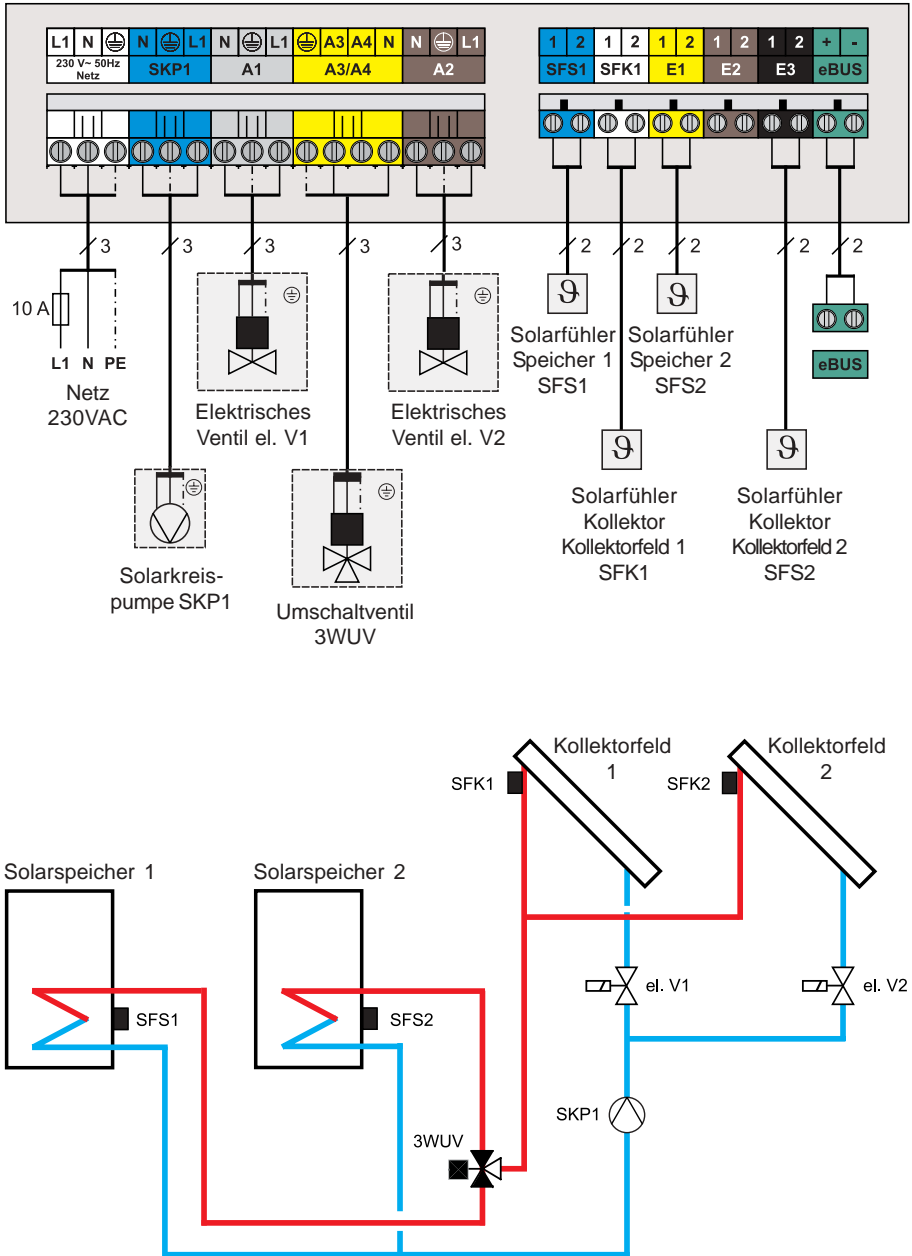 L1 N N L1 N L1 A3 A4 N N L1
230 V~ 50Hz
Netz
SKP1 A1 A3/A4 A2
1 2 1 2 1 2 1 2 1 2 + -
SFS1 SFK1 E1 E2 E3 eBUS
3 3 3 3 3 2 2 2 2 2
10 A
L1 N PE
Netz
230VAC
Elektrisches
Ventil el. V1
Elektrisches
Ventil el. V2
ϑ
Solarfühler
Speicher 1
SFS1
ϑ
Solarfühler
Speicher 2
SFS2
eBUS
Solarkreis-
pumpe SKP1
Umschaltventil
3WUV
ϑ
Solarfühler
Kollektor
Kollektorfeld 1
SFK1
ϑ
Solarfühler
Kollektor
Kollektorfeld 2
SFS2
Kollektorfeld
1
Kollektorfeld
2
SFK1
SFK2
Solarspeicher 1
Solarspeicher 2
el. V1
el. V2
SFS1
SFS2
SKP1
3WUV